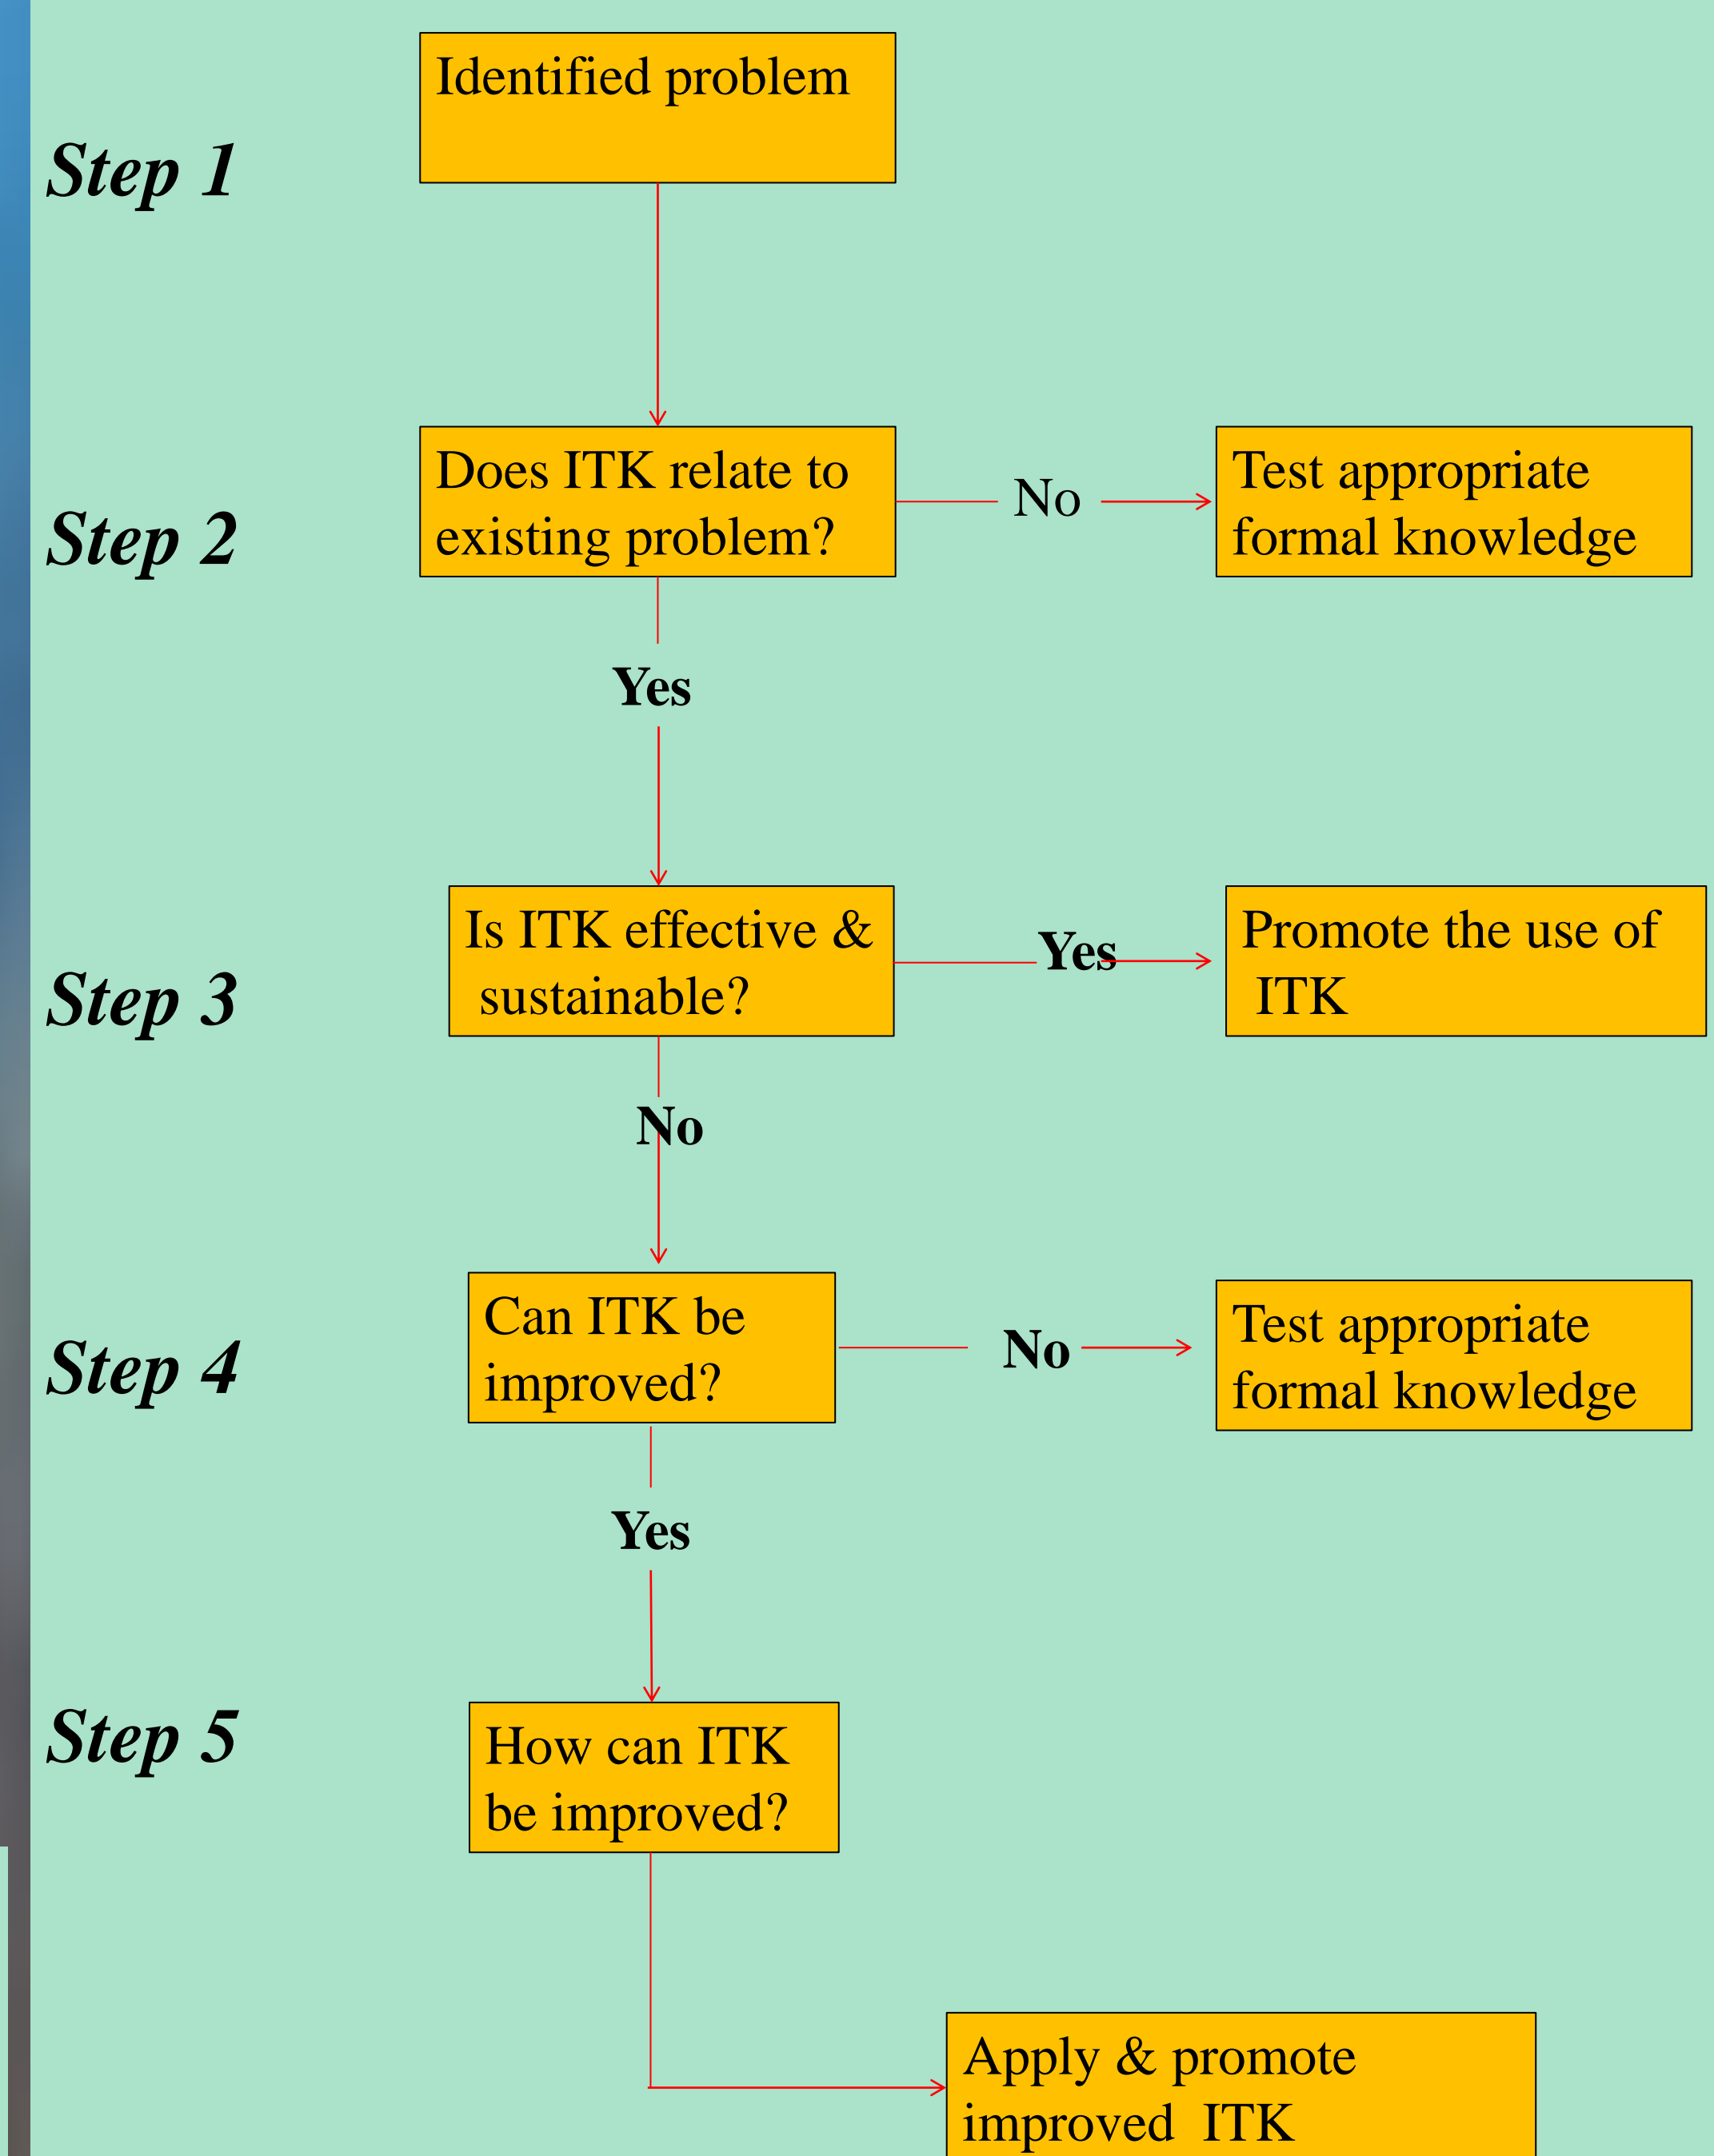 Identified problem
Step 1
Does ITK relate to
existing problem?
No
Test appropriate
formal knowledge
Step 2
Yes
Is ITK effective &
sustainable?
Yes
Promote the use of
ITK
Step 3
No
Can ITK be
improved?
No
Test appropriate
formal knowledge
Step 4
Yes
Step 5
How can ITK
be improved?
Apply & promote
improved ITK